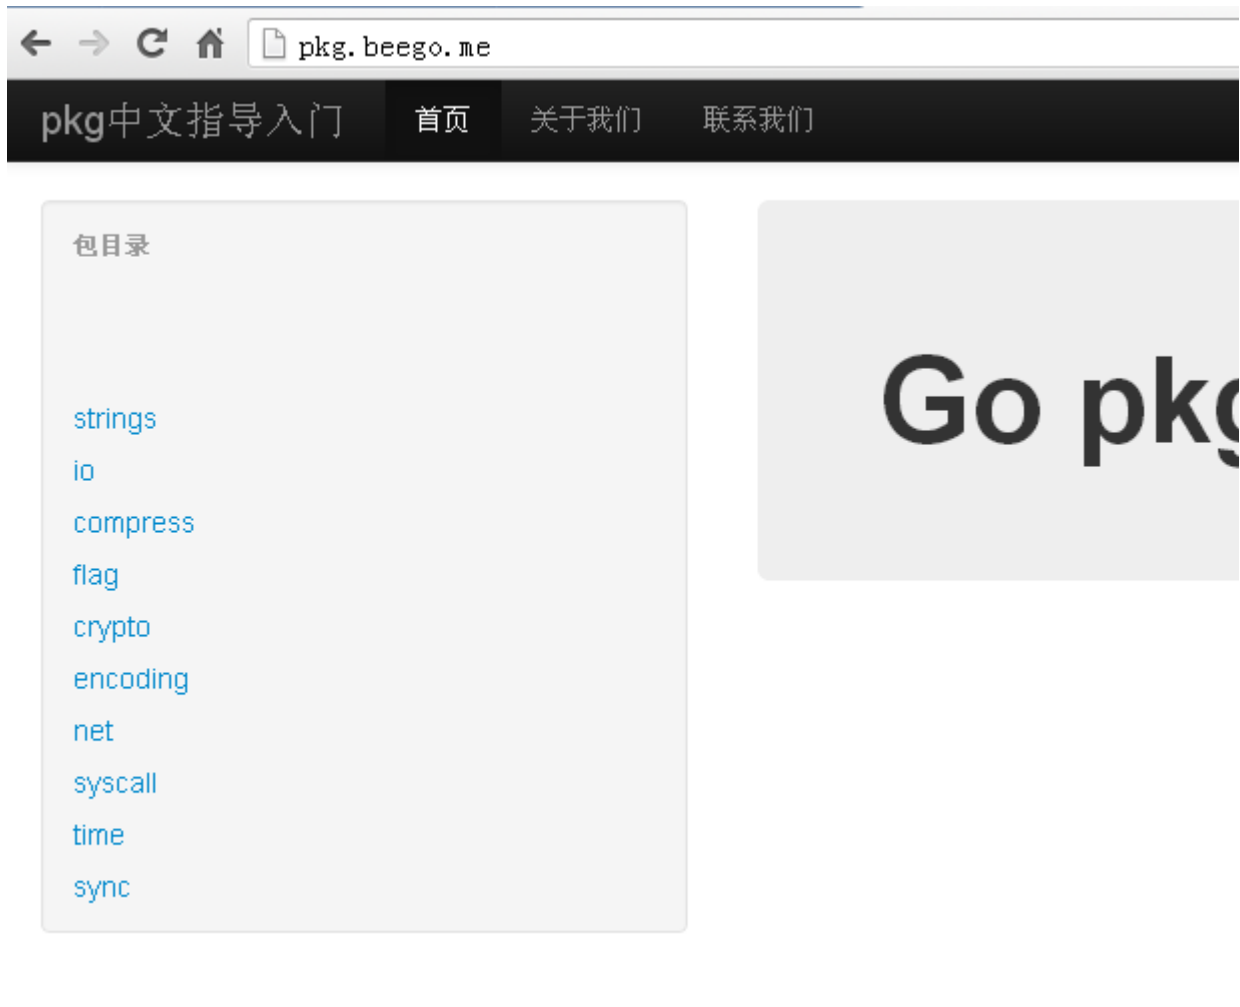 pkg.beego.me
pkg中文指导入门 首页 关于我们 联系我们
包目录
strings
io
compress
flag
crypto
encoding
net
syscall
time
sync
Go pkg